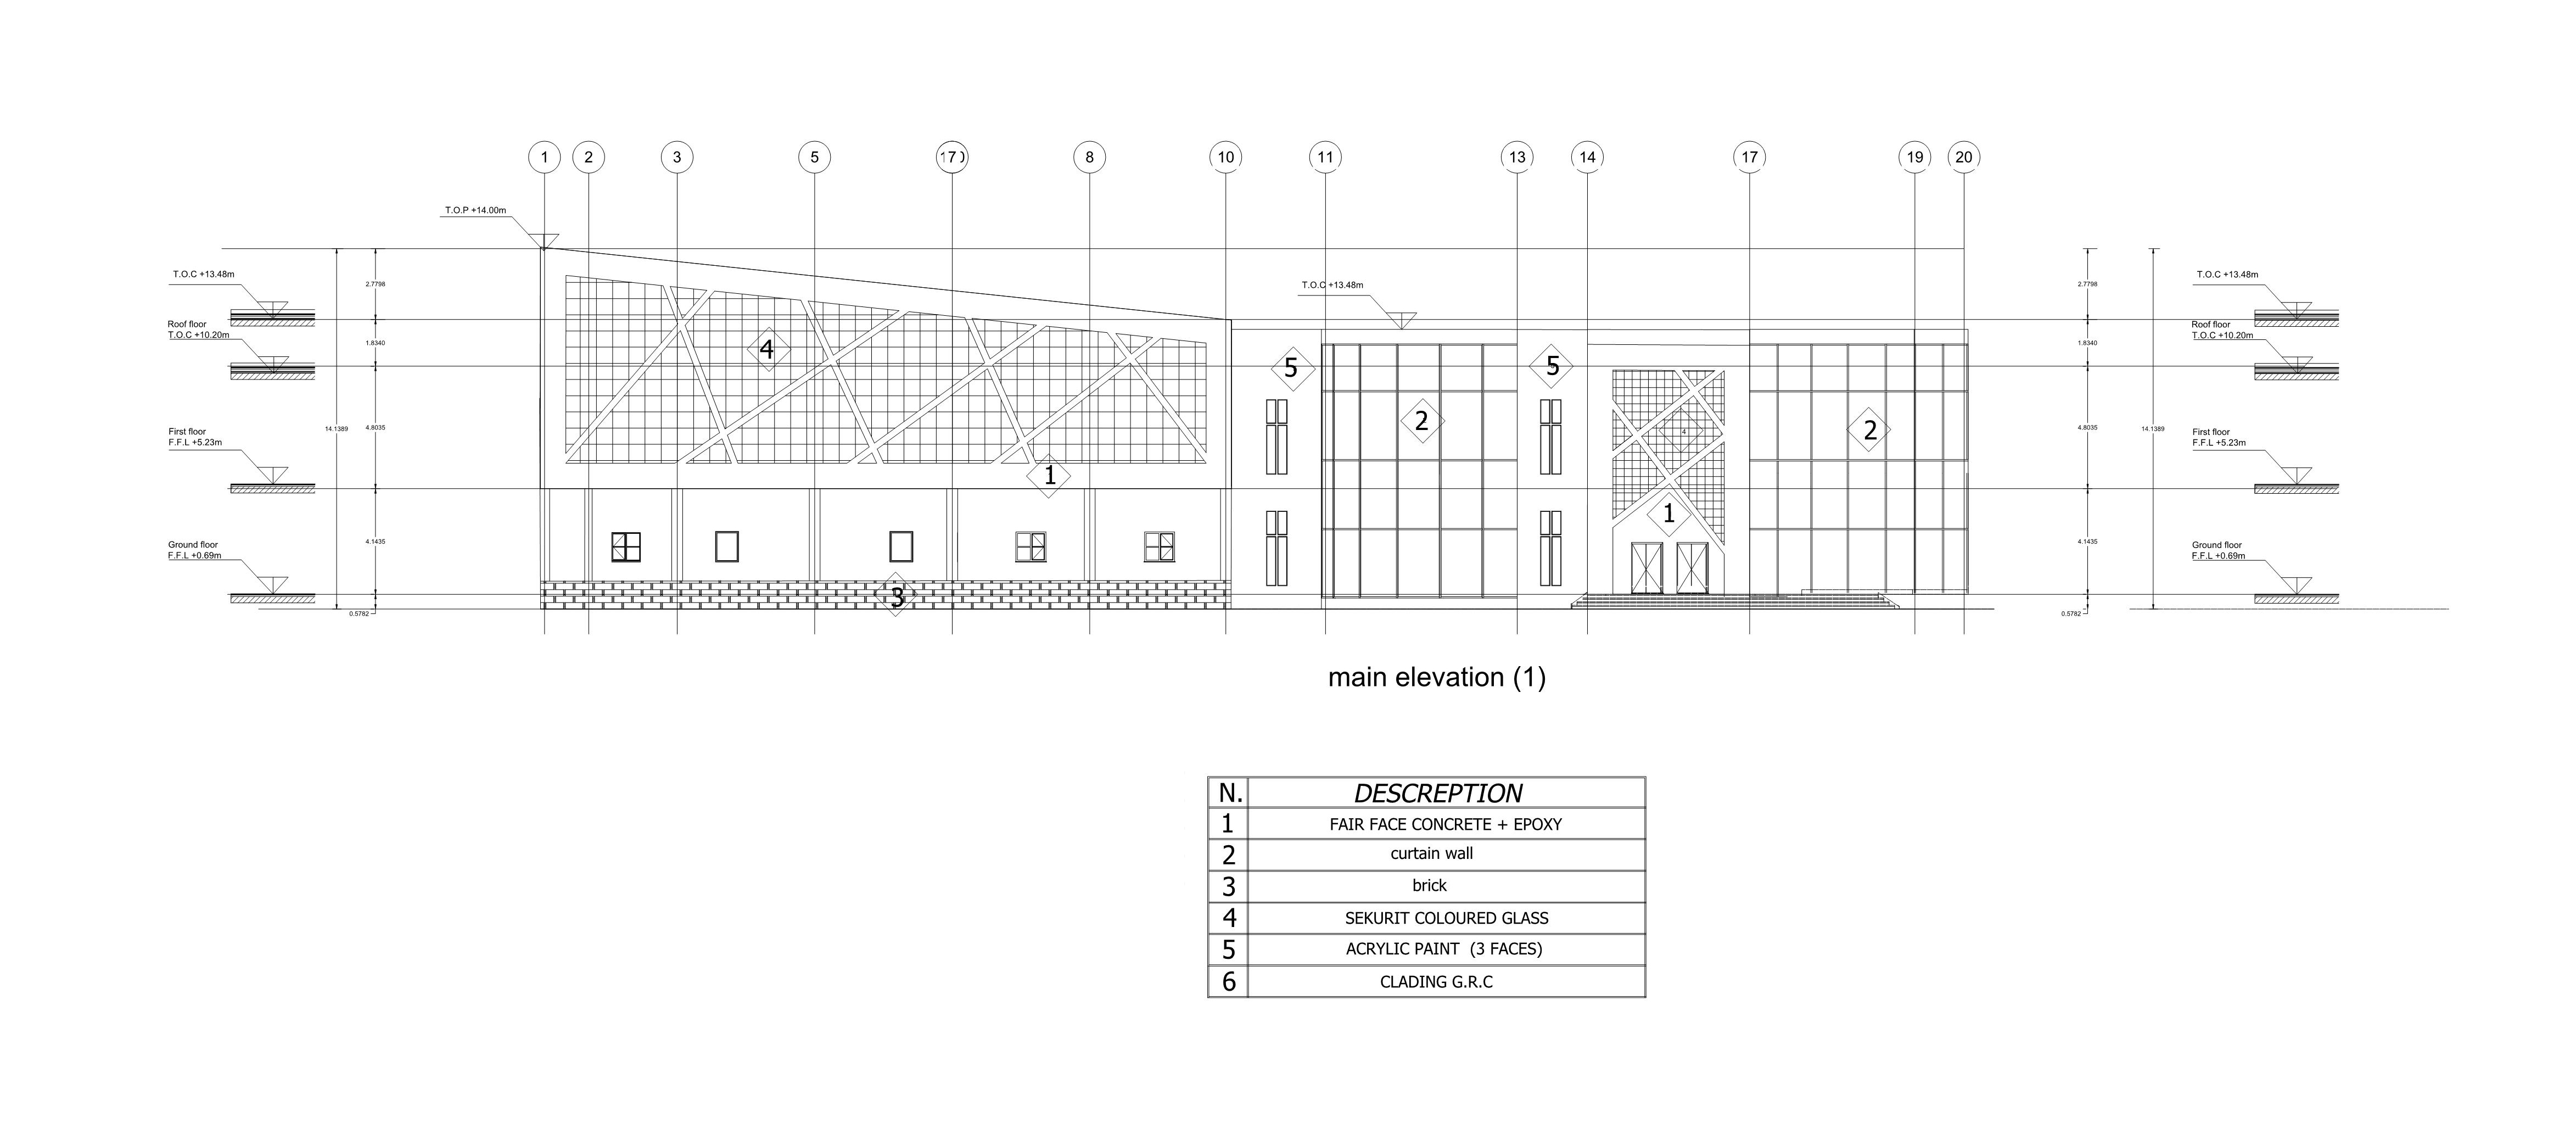 1 2 3 5 8 10 11 13 14 17 19 20
T.O.P +14.00m
T.O.C +13.48m
T.O.C +13.48m
T.O.C +13.48m
2.7798
2.7798
Roof floor
T.O.C +10.20m
Roof floor
T.O.C +10.20m
1.8340
1.8340
4
5
5
2
4
2
First floor
F.F.L +5.23m
First floor
F.F.L +5.23m
14.1389
4.8035
4.8035
14.1389
1
1
Ground floor
F.F.L +0.69m
Ground floor
F.F.L +0.69m
4.1435
4.1435
3
0.5782
0.5782
main elevation (1)
N. DESCREPTION
1 FAIR FACE CONCRETE + EPOXY
2 curtain wall
3 brick
4 SEKURIT COLOURED GLASS
5 ACRYLIC PAINT (3 FACES)
6 CLADING G.R.C